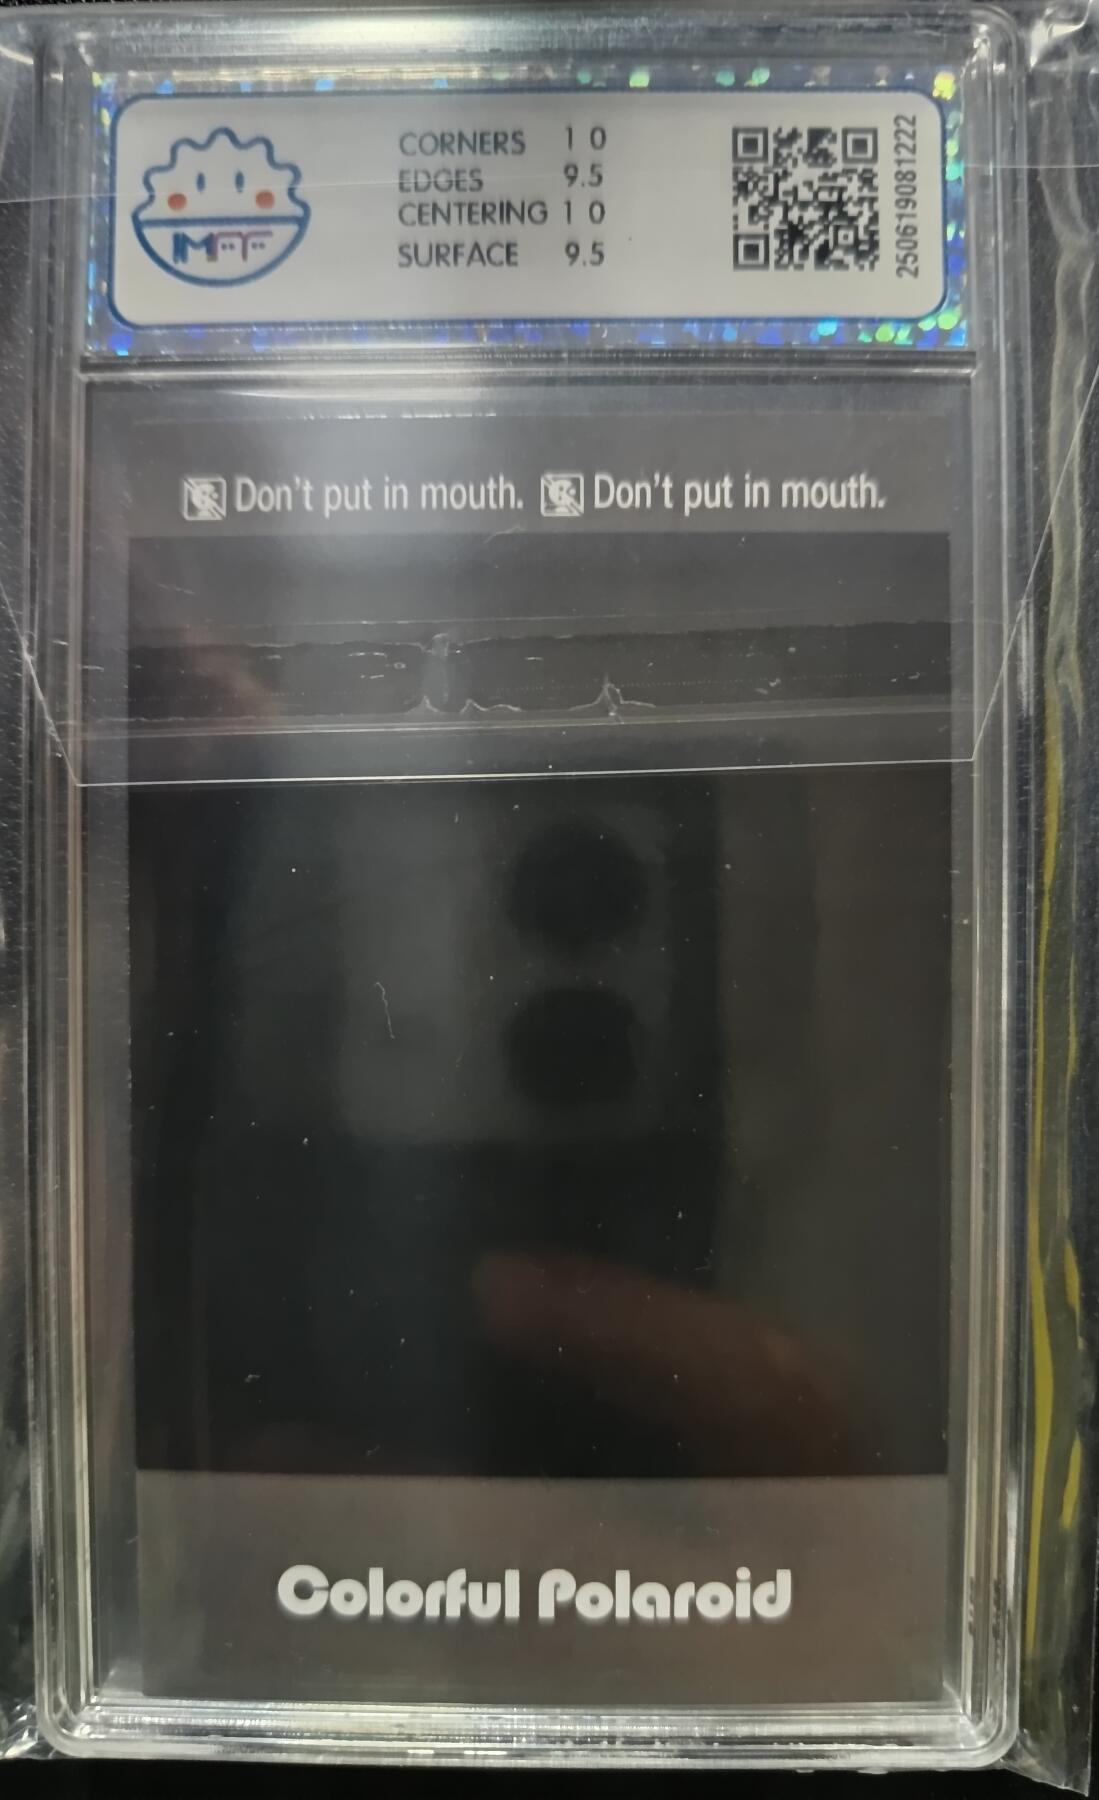 CORNERS 10
EDGES 9.5
CENTERING 10
SURFACE 9.5
2506190812222
Don't put in mouth. Don't put in mouth.
Colorful Polaroid